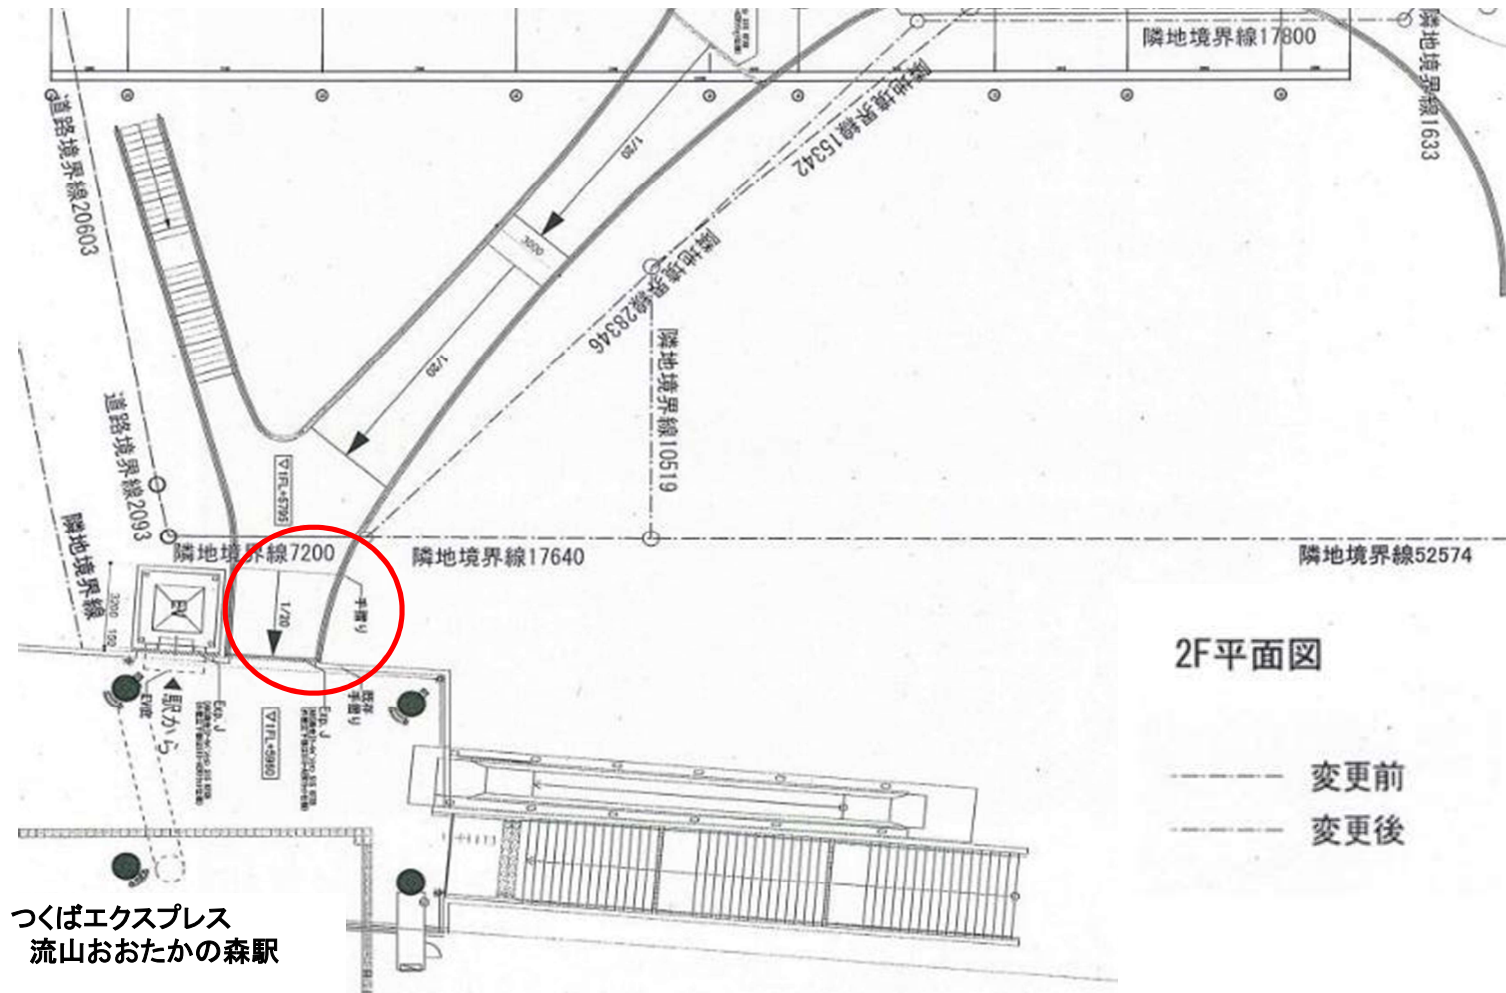 隣地境界線17800
隣地境界線1633
道路境界線20603
隣地境界線15342
1/20
3000
隣地境界線28346
1/20
隣地境界線10519
道路境界線2093
▽1FL+5795
隣地境界線
隣地境界線7200
隣地境界線17640
隣地境界線52574
EV
3200
1/20
手摺り
2F平面図
駅から
Exp.J
▽1FL+5950
Exp.J
既存
手摺り
変更前
変更後
つくばエクスプレス
流山おおたかの森駅